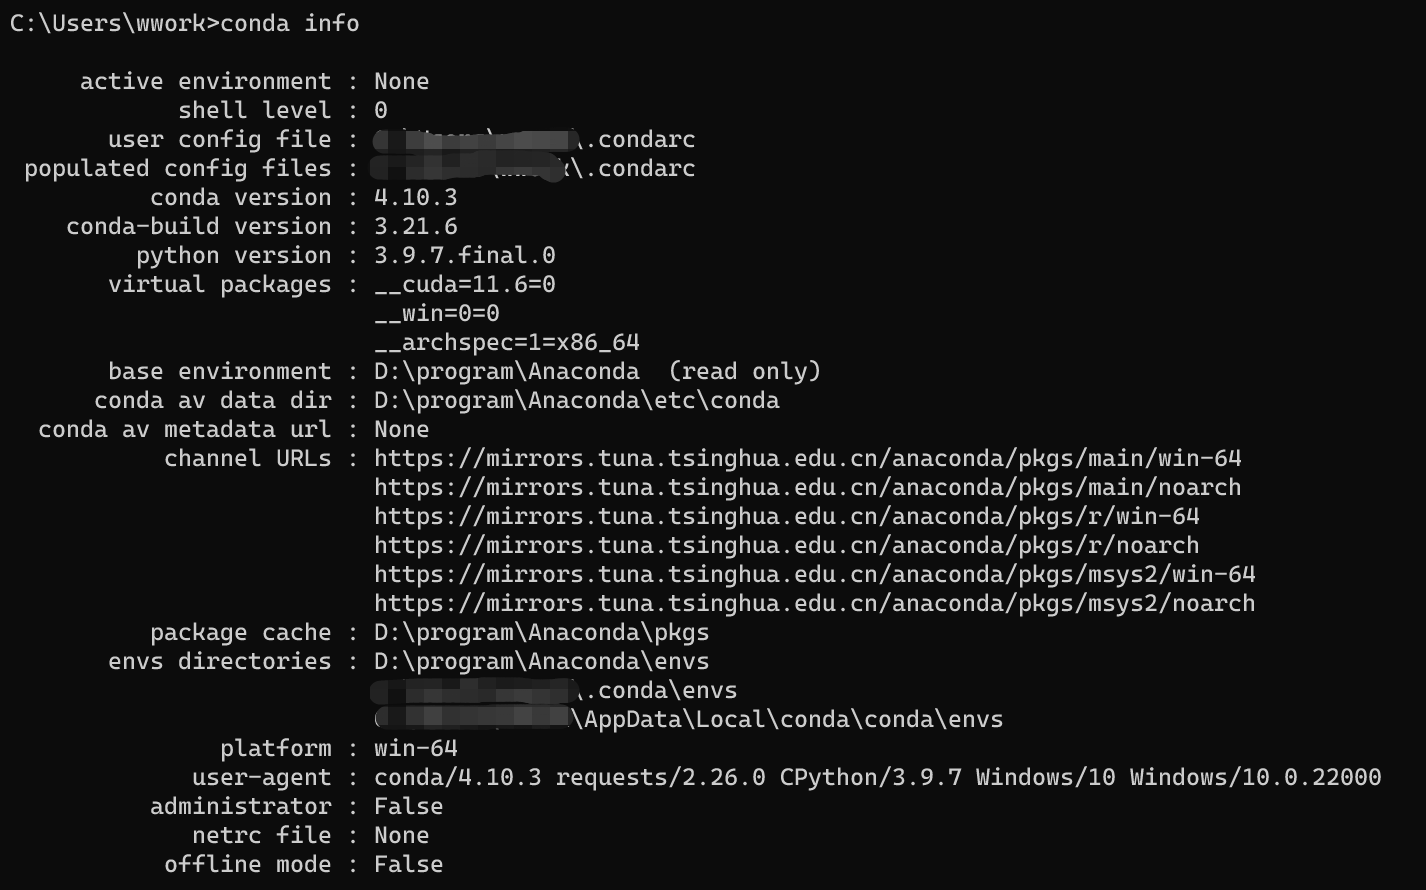 C:\Users\wwork>conda info
active environment : None
shell level : 0
user config file : \.condarc
populated config files : \.condarc
conda version : 4.10.3
conda-build version : 3.21.6
python version : 3.9.7.final.0
virtual packages : __cuda=11.6=0
__win=0=0
__archspec=1=x86_64
base environment : D:\program\Anaconda  (read only)
conda av data dir : D:\program\Anaconda\etc\conda
conda av metadata url : None
channel URLs : https://mirrors.tuna.tsinghua.edu.cn/anaconda/pkgs/main/win-64
https://mirrors.tuna.tsinghua.edu.cn/anaconda/pkgs/main/noarch
https://mirrors.tuna.tsinghua.edu.cn/anaconda/pkgs/r/win-64
https://mirrors.tuna.tsinghua.edu.cn/anaconda/pkgs/r/noarch
https://mirrors.tuna.tsinghua.edu.cn/anaconda/pkgs/msys2/win-64
https://mirrors.tuna.tsinghua.edu.cn/anaconda/pkgs/msys2/noarch
package cache : D:\program\Anaconda\pkgs
envs directories : D:\program\Anaconda\envs
\.conda\envs
\AppData\Local\conda\conda\envs
platform : win-64
user-agent : conda/4.10.3 requests/2.26.0 CPython/3.9.7 Windows/10 Windows/10.0.22000
administrator : False
netrc file : None
offline mode : False